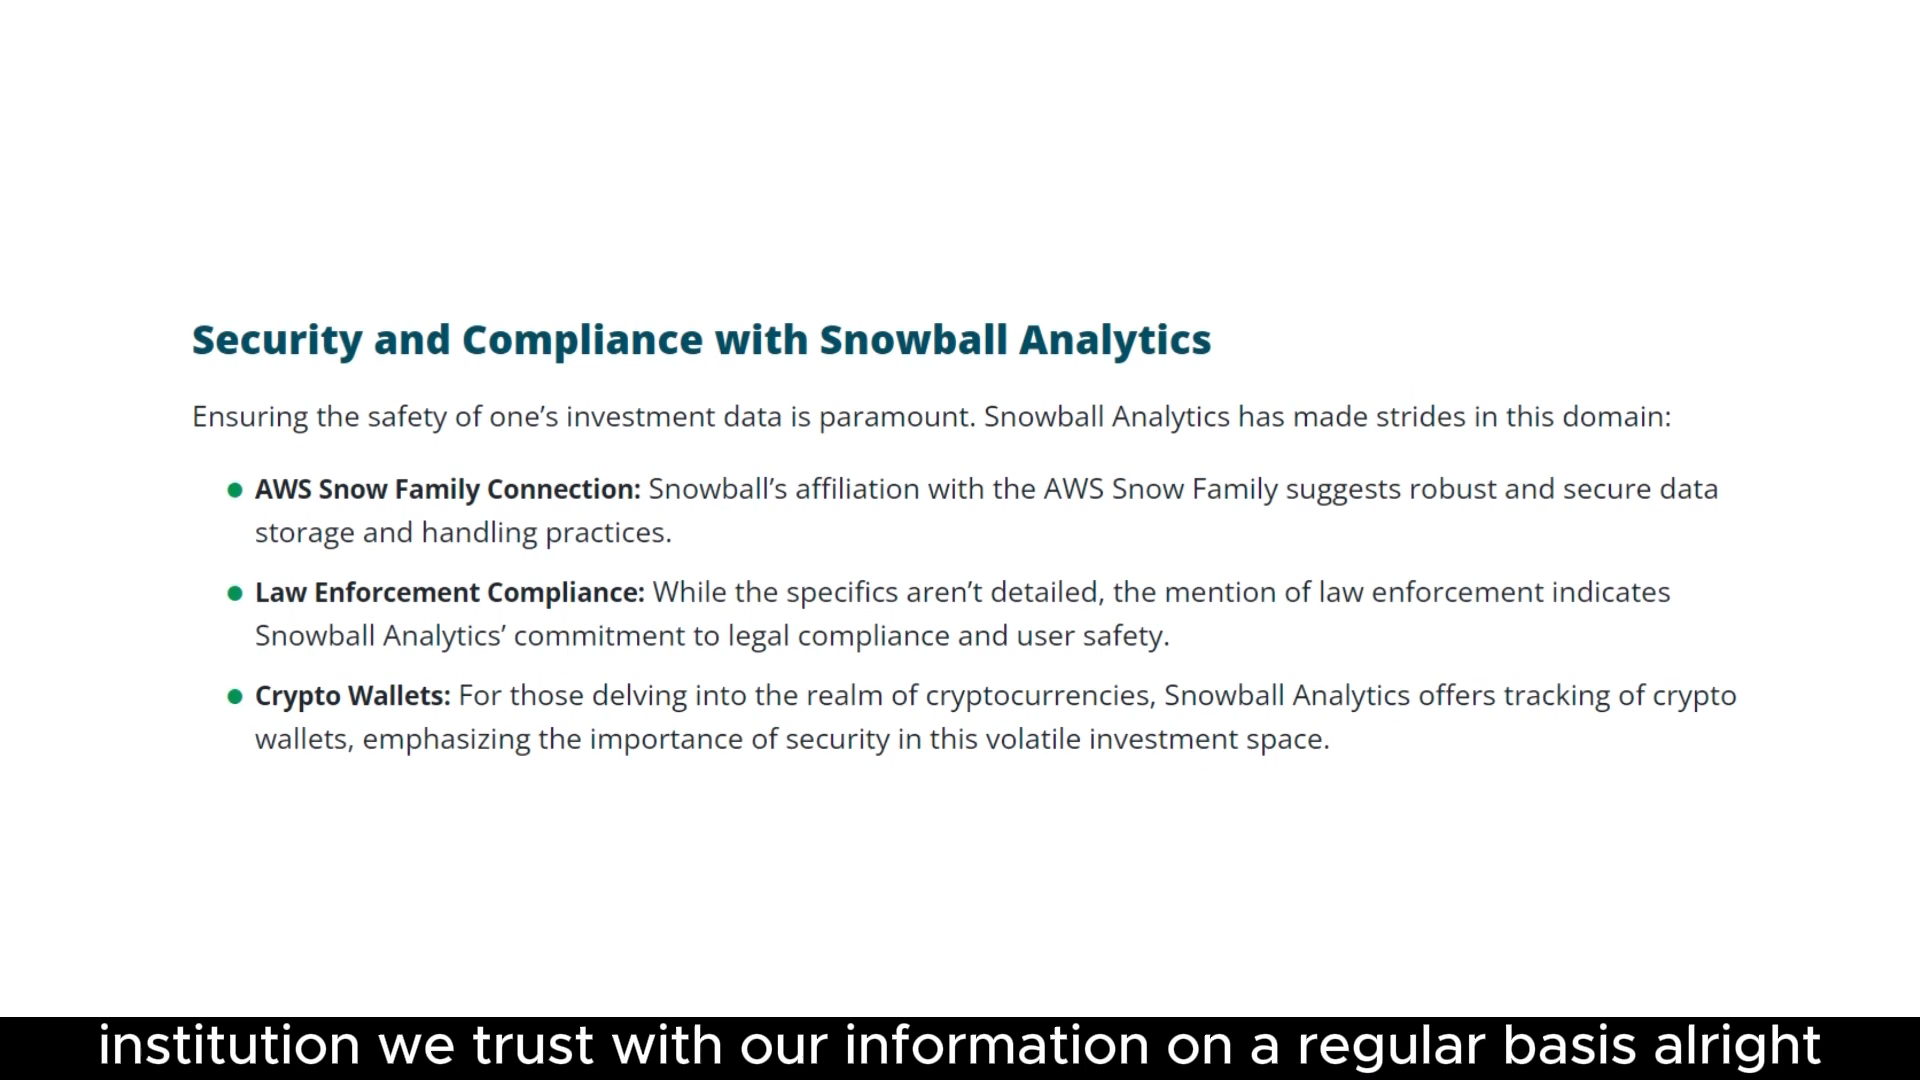 Security and Compliance with Snowball Analytics
Ensuring the safety of one’s investment data is paramount. Snowball Analytics has made strides in this domain:
AWS Snow Family Connection: Snowball’s affiliation with the AWS Snow Family suggests robust and secure data
storage and handling practices.
Law Enforcement Compliance: While the specifics aren’t detailed, the mention of law enforcement indicates
Snowball Analytics’ commitment to legal compliance and user safety.
Crypto Wallets: For those delving into the realm of cryptocurrencies, Snowball Analytics offers tracking of crypto
wallets, emphasizing the importance of security in this volatile investment space.
institution we trust with our information on a regular basis alright